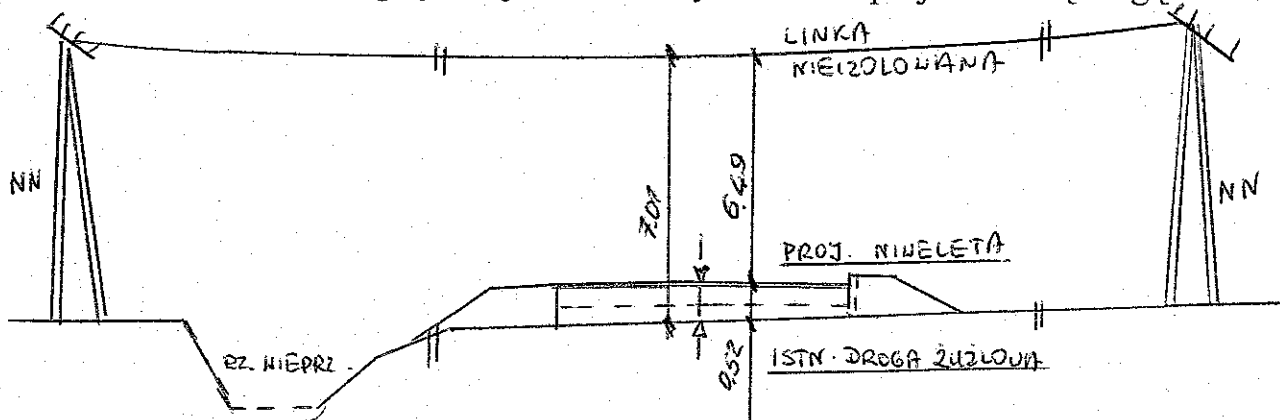 LINKA
NIEIZOLOWANA
NN
7.01
6.49
NN
PROJ. NIWELETA
RZ. NIEPRZ.
0.52
ISTN. DROGA ŻUŻLOWA